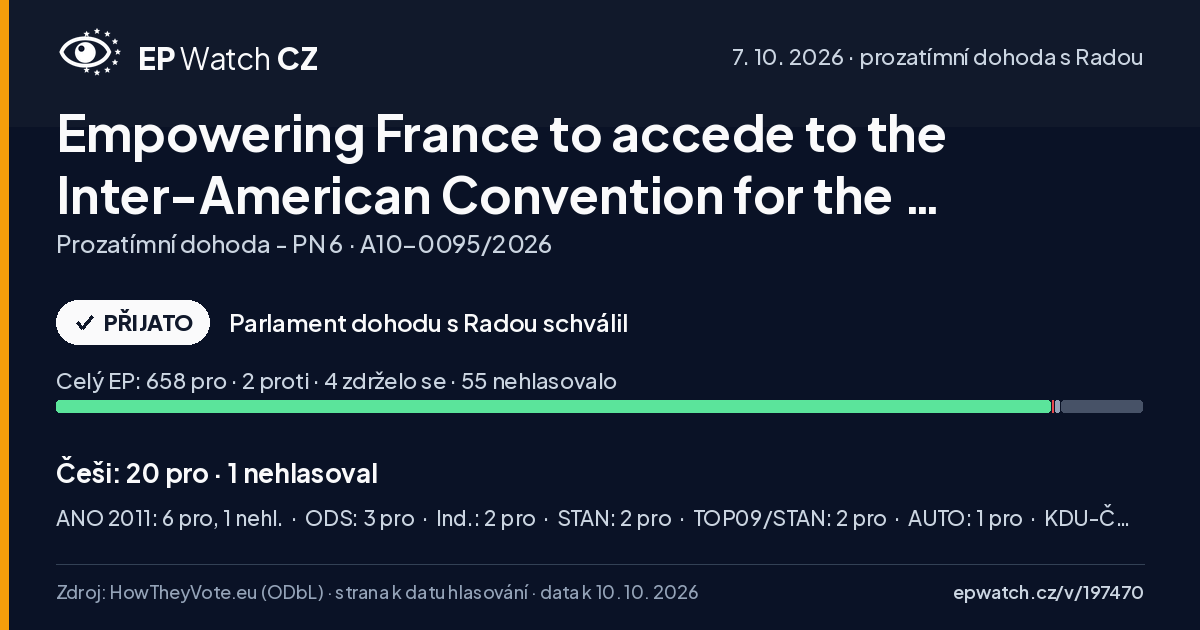 EP Watch CZ
7. 10. 2026 · prozatímní dohoda s Radou
Empowering France to accede to the
Inter-American Convention for the …
Prozatímní dohoda - PN 6 · A10-0095/2026
✓ PŘIJATO Parlament dohodu s Radou schválil
Celý EP: 658 pro · 2 proti · 4 zdrželo se · 55 nehlasovalo
Češi: 20 pro · 1 nehlasoval
ANO 2011: 6 pro, 1 nehl. · ODS: 3 pro · Ind.: 2 pro · STAN: 2 pro · TOP09/STAN: 2 pro · AUTO: 1 pro · KDU-Č…
Zdroj: HowTheyVote.eu (ODbL) · strana k datu hlasování · data k 10. 10. 2026
epwatch.cz/v/197470